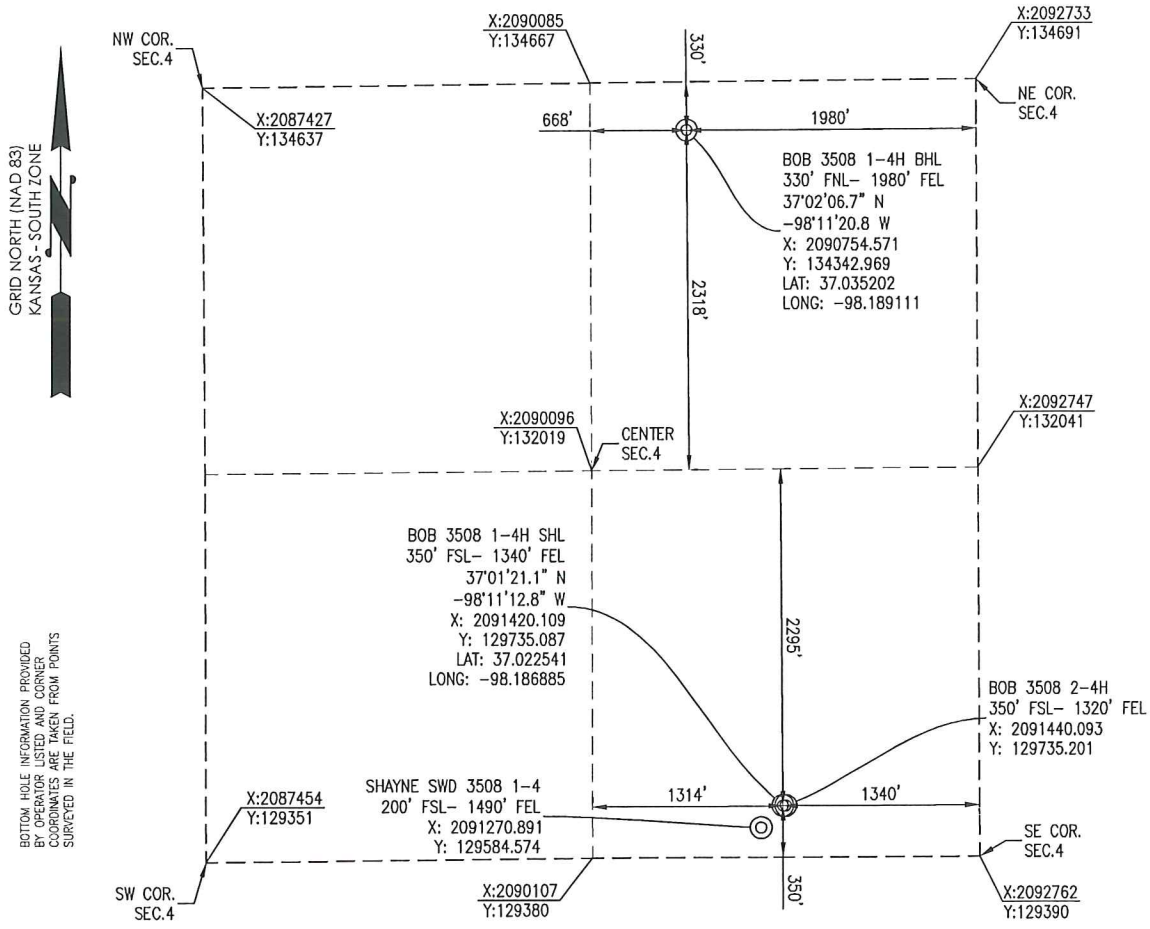 NW COR.
SEC.4
X:2090085
Y:134667
X:2092733
Y:134691
NE COR.
SEC.4
X:2087427
Y:134637
330'
668'
1980'
BOB 3508 1-4H BHL
330' FNL- 1980' FEL
37°02'06.7" N
-98°11'20.8 W
X: 2090754.571
Y: 134342.969
LAT: 37.035202
LONG: -98.189111
2318'
GRID NORTH (NAD 83)
KANSAS - SOUTH ZONE
X:2090096
Y:132019
CENTER
SEC.4
X:2092747
Y:132041
BOB 3508 1-4H SHL
350' FSL- 1340' FEL
37°01'21.1" N
-98°11'12.8" W
X: 2091420.109
Y: 129735.087
LAT: 37.022541
LONG: -98.186885
2295'
BOB 3508 2-4H
350' FSL- 1320' FEL
X: 2091440.093
Y: 129735.201
SHAYNE SWD 3508 1-4
200' FSL- 1490' FEL
X: 2091270.891
Y: 129584.574
1314'
1340'
350'
X:2087454
Y:129351
SW COR.
SEC.4
X:2090107
Y:129380
SE COR.
SEC.4
X:2092762
Y:129390
BOTTOM HOLE INFORMATION PROVIDED
BY OPERATOR LISTED AND CORNER
COORDINATES ARE TAKEN FROM POINTS
SURVEYED IN THE FIELD.